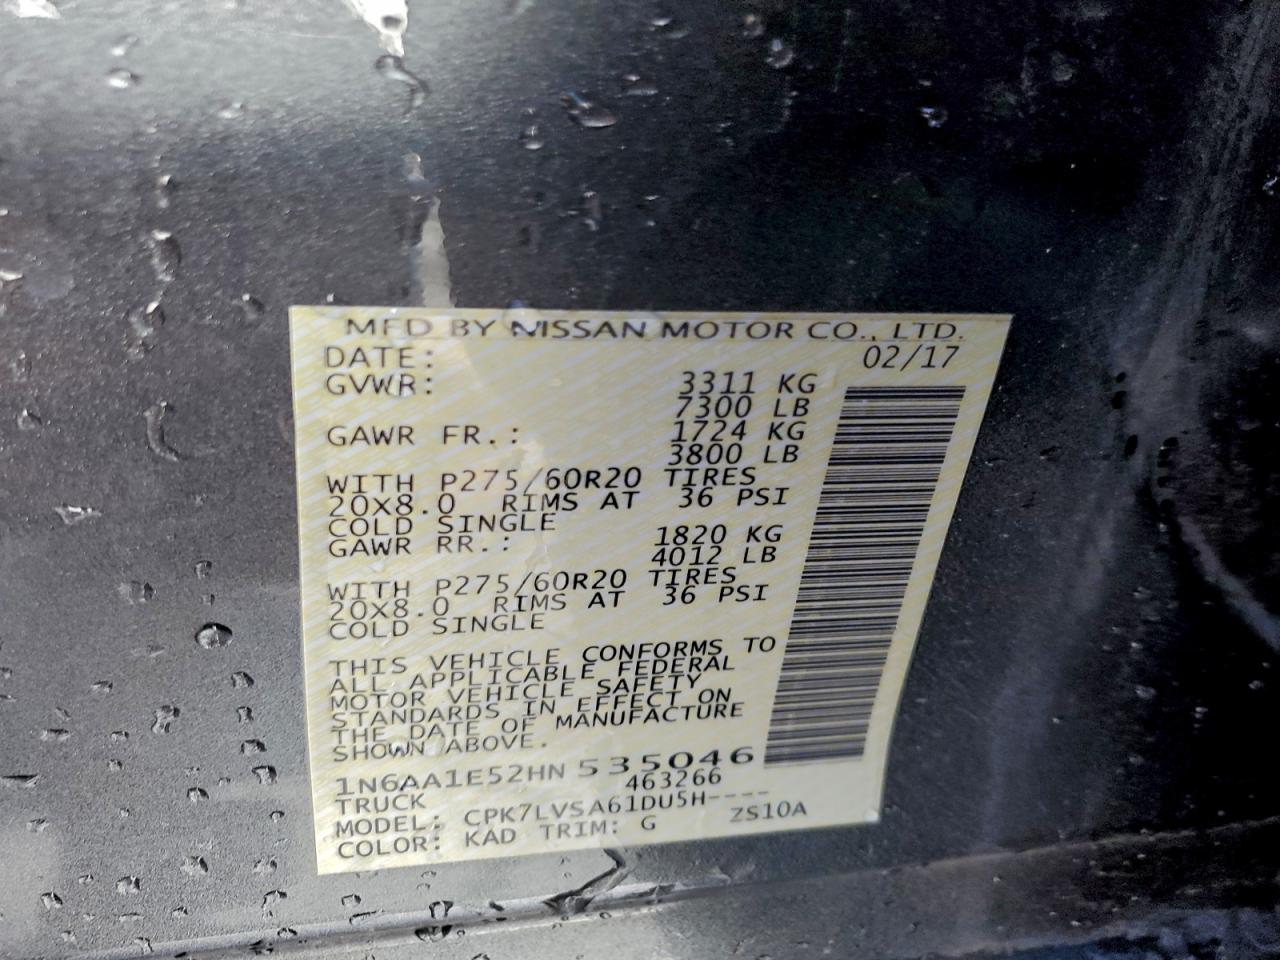 MFD BY NISSAN MOTOR CO., LTD.
DATE: 02/17
GVWR: 3311 KG
7300 LB
GAWR FR.: 1724 KG
3800 LB
WITH P275/60R20 TIRES
20X8.0 RIMS AT 36 PSI
COLD SINGLE
GAWR RR.: 1820 KG
4012 LB
WITH P275/60R20 TIRES
20X8.0 RIMS AT 36 PSI
COLD SINGLE
THIS VEHICLE CONFORMS TO
ALL APPLICABLE FEDERAL
MOTOR VEHICLE SAFETY
STANDARDS IN EFFECT ON
THE DATE OF MANUFACTURE
SHOWN ABOVE.
1N6AA1E52HN 535046
TRUCK 463266
MODEL: CPK7LVSA61DU5H----
COLOR: KAD TRIM: G ZS10A